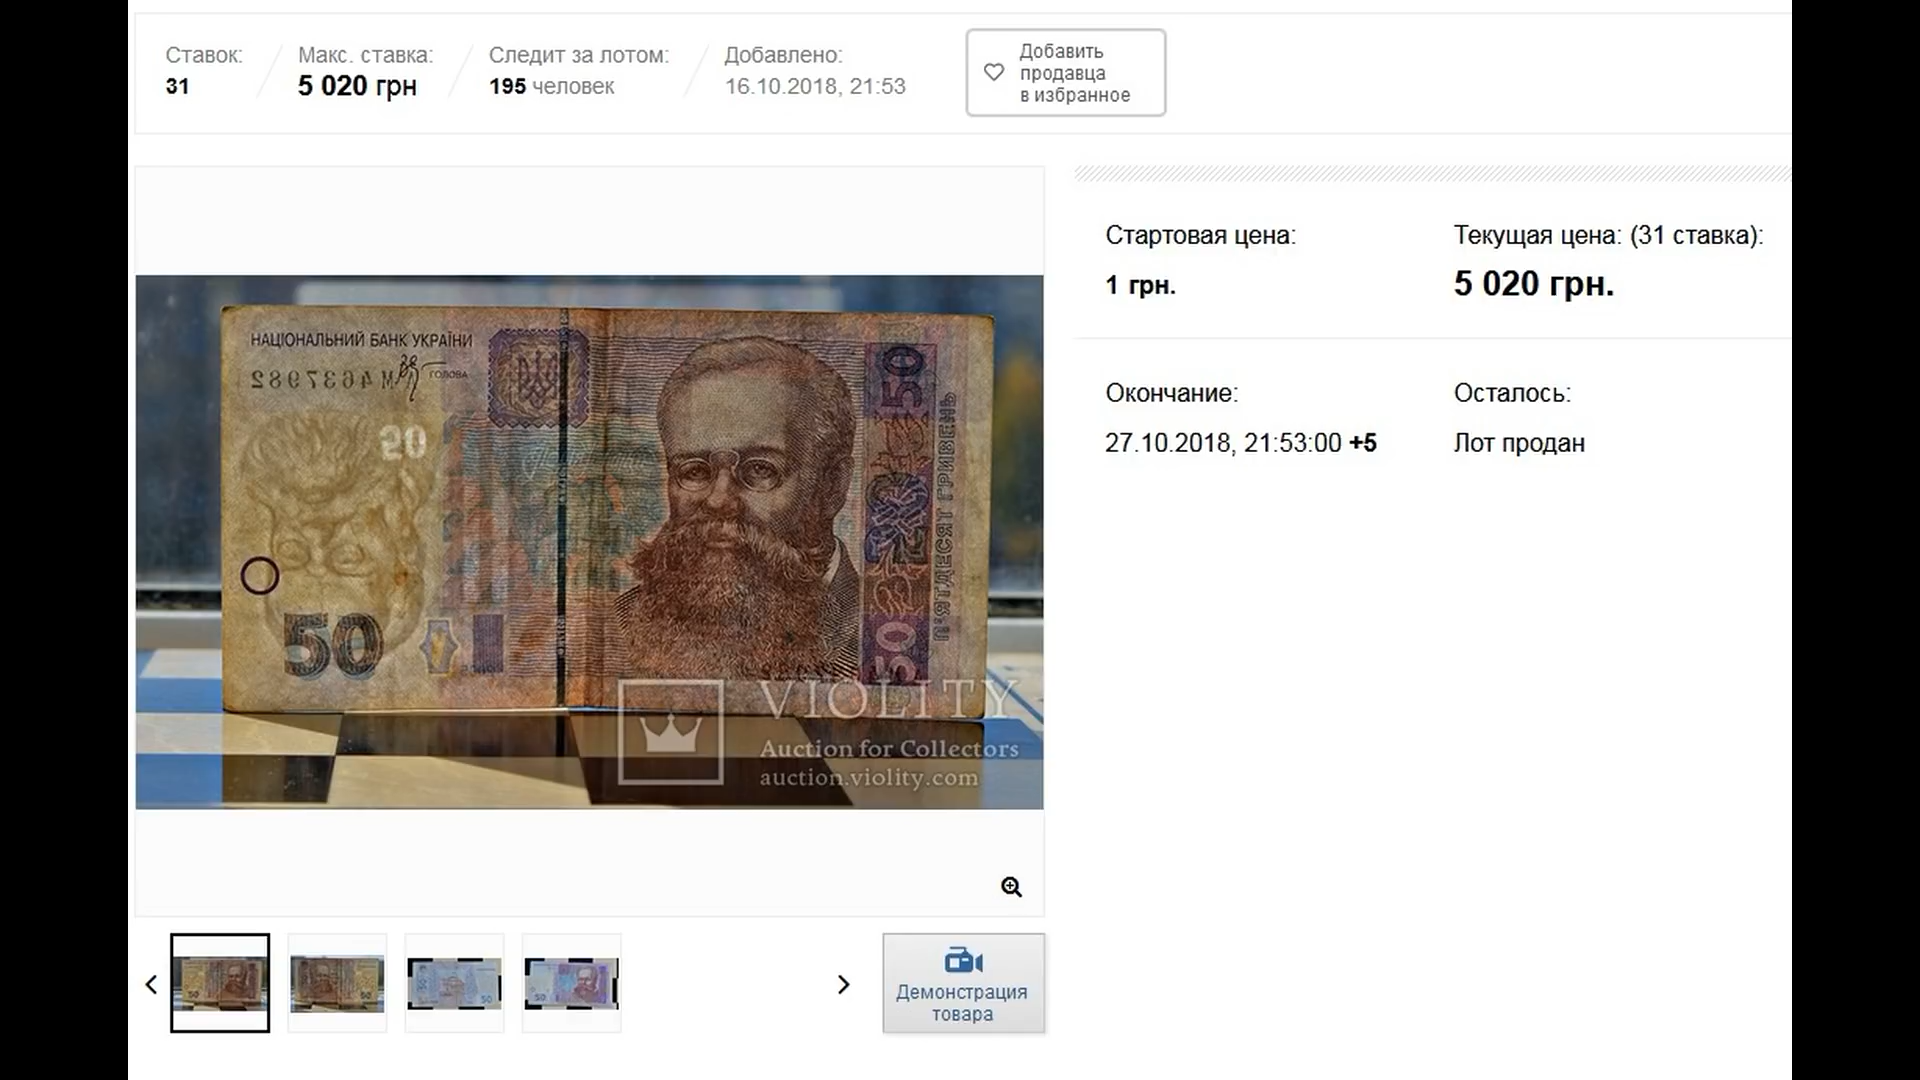 Ставок:
31
Макс. ставка:
5 020 грн
Следит за лотом:
195 человек
Добавлено:
16.10.2018, 21:53
Добавить
продавца
в избранное
Стартовая цена:
1 грн.
Текущая цена: (31 ставка):
5 020 грн.
Окончание:
27.10.2018, 21:53:00 +5
Осталось:
Лот продан
НАЦІОНАЛЬНИЙ БАНК УКРАЇНИ
М 4637982
ГОЛОВА
50
50
50
50
П'ЯТДЕСЯТ ГРИВЕНЬ
VIOLITY
Auction for Collectors
auction.violity.com
Демонстрация
товара